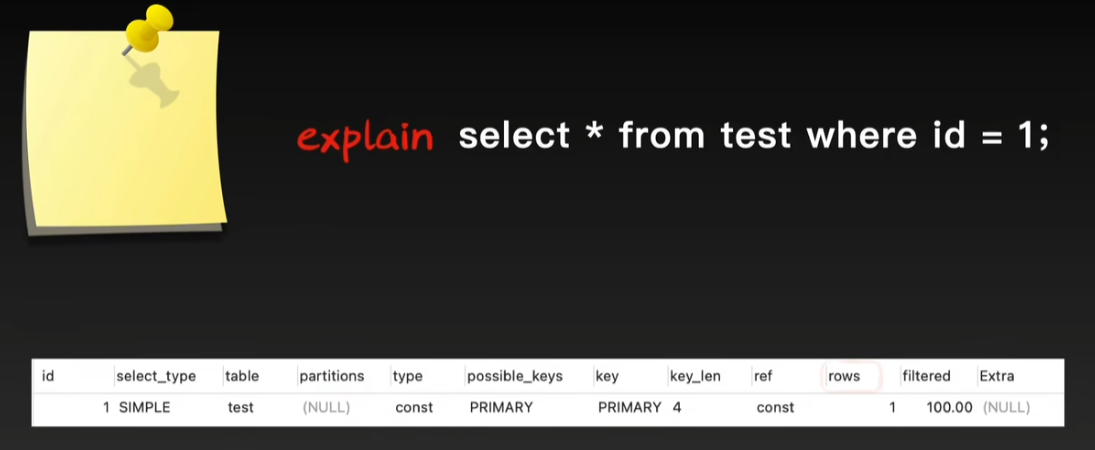 explain select * from test where id = 1;
id select_type table partitions type possible_keys key key_len ref rows filtered Extra
1 SIMPLE test (NULL) const PRIMARY PRIMARY 4 const 1 100.00 (NULL)